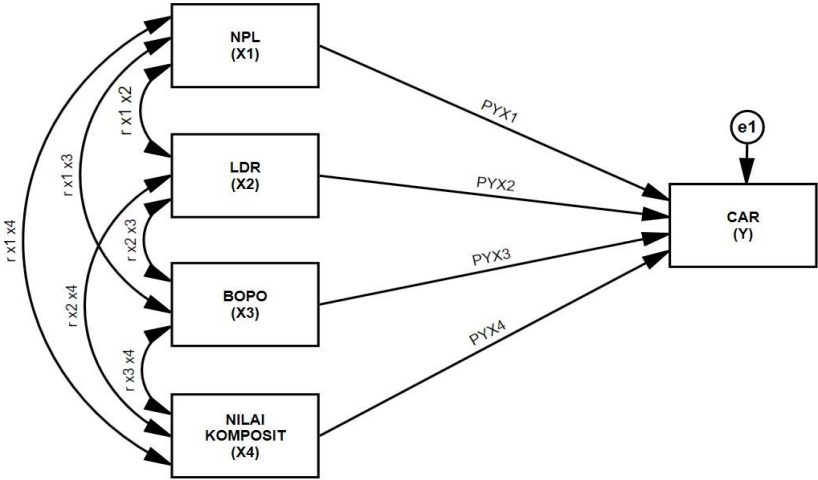 NPL
(X1)
r x1 x2
PYX1
e1
LDR
(X2)
r x1 x3
PYX2
CAR
(Y)
r x1 x4
r x2 x3
BOPO
(X3)
PYX3
r x2 x4
r x3 x4
PYX4
NILAI
KOMPOSIT
(X4)